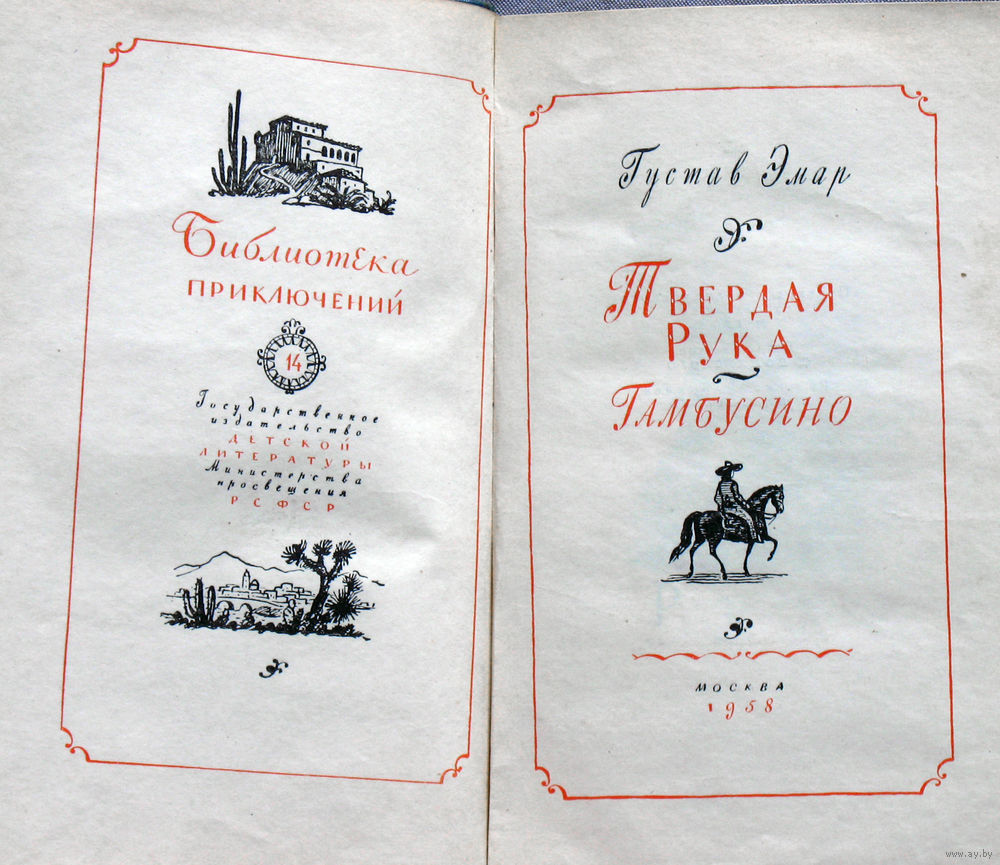 Библиотека
ПРИКЛЮЧЕНИЙ
14
Государственное
издательство
ДЕТСКОЙ
ЛИТЕРАТУРЫ
Министерства
просвещения
РСФСР
Густав Эмар
ТВЕРДАЯ
РУКА
ГАМБУСИНО
МОСКВА
1958
www.ay.by